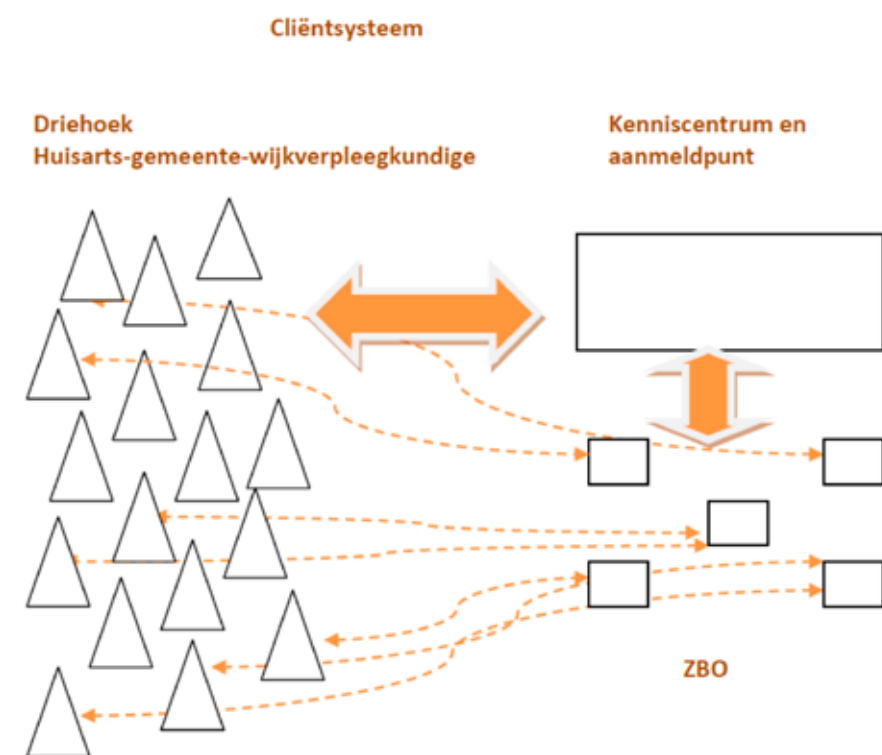 Cliëntsysteem
Driehoek
Huisarts-gemeente-wijkverpleegkundige
Kenniscentrum en
aanmeldpunt
ZBO